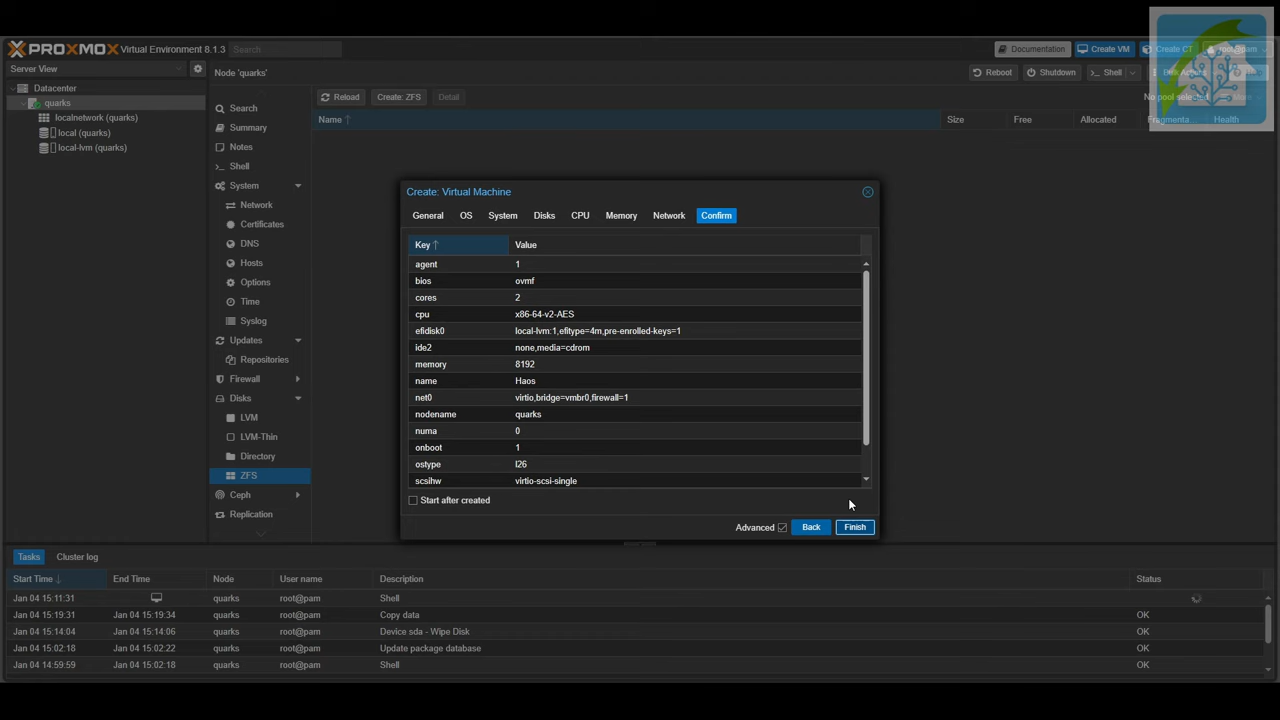 PROXMOX Virtual Environment 8.1.3 Search Documentation Create VM Create CT root@pam
Server View Node 'quarks' Reboot Shutdown Shell
Datacenter
quarks
localnetwork (quarks)
local (quarks)
local-lvm (quarks)
Search
Summary
Notes
Shell
System
Network
Certificates
DNS
Hosts
Options
Time
Syslog
Updates
Repositories
Firewall
Disks
LVM
LVM-Thin
Directory
ZFS
Ceph
Replication
Reload Create: ZFS Detail No pool selected
Name Size Free Allocated Fragmenta... Health
Create: Virtual Machine
General OS System Disks CPU Memory Network Confirm
Key Value
agent 1
bios ovmf
cores 2
cpu x86-64-v2-AES
efidisk0 local-lvm:1,efitype=4m,pre-enrolled-keys=1
ide2 none,media=cdrom
memory 8192
name Haos
net0 virtio,bridge=vmbr0,firewall=1
nodename quarks
numa 0
onboot 1
ostype l26
scsihw virtio-scsi-single
Start after created
Advanced Back Finish
Tasks Cluster log
Start Time End Time Node User name Description Status
Jan 04 15:11:31 quarks root@pam Shell
Jan 04 15:19:31 Jan 04 15:19:34 quarks root@pam Copy data OK
Jan 04 15:14:04 Jan 04 15:14:06 quarks root@pam Device sda - Wipe Disk OK
Jan 04 15:02:18 Jan 04 15:02:22 quarks root@pam Update package database OK
Jan 04 14:59:59 Jan 04 15:02:18 quarks root@pam Shell OK